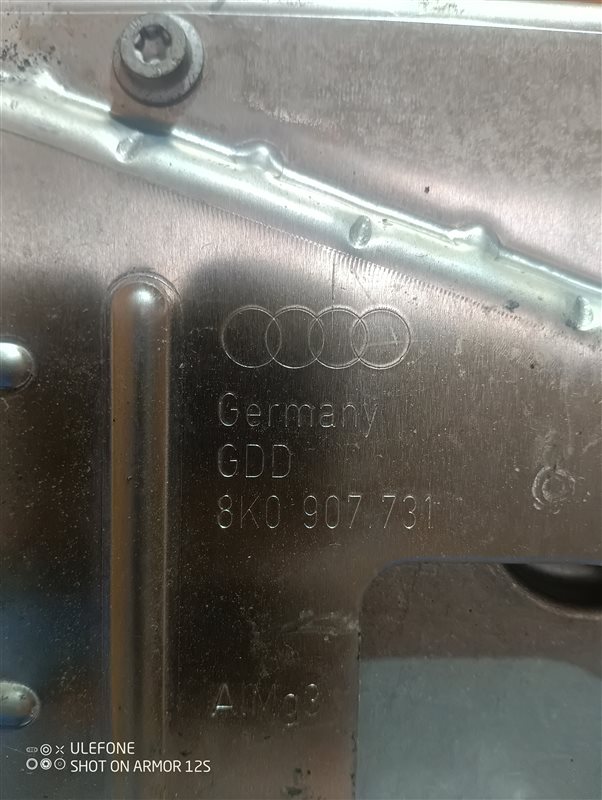 Germany
GDD
8K0 907.731
AlMg3
ULEFONE
SHOT ON ARMOR 12S